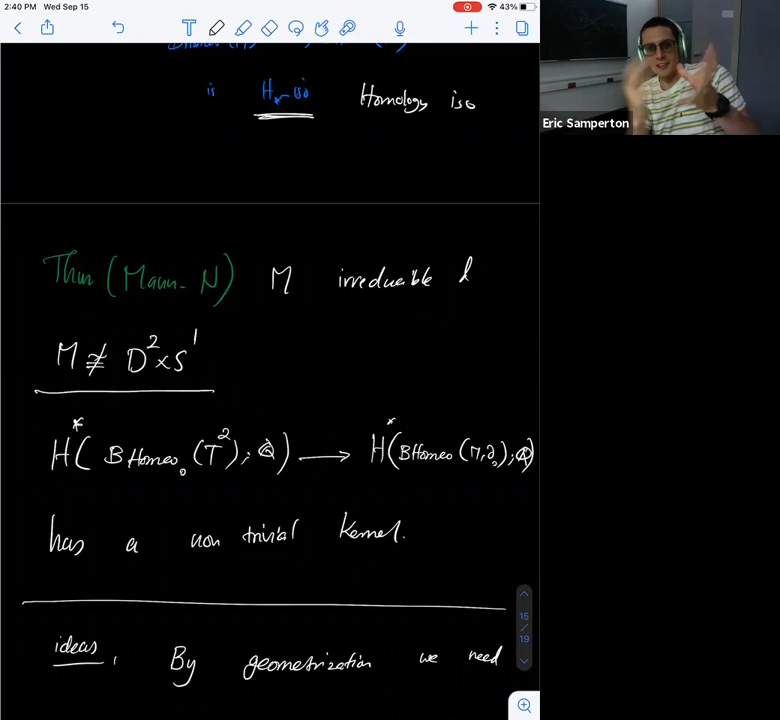 2:40 PM Wed Sep 15
43%
is H*-iso Homology iso
Thm (Mann-N) M irreducible &
M ≇ D² × S¹
H*(BHomeo₀(T²);Q) → H*(BHomeo(M,∂₀);Q)
has a non trivial kernel.
ideas, By geometrization we need
15
/
19
Eric Samperton